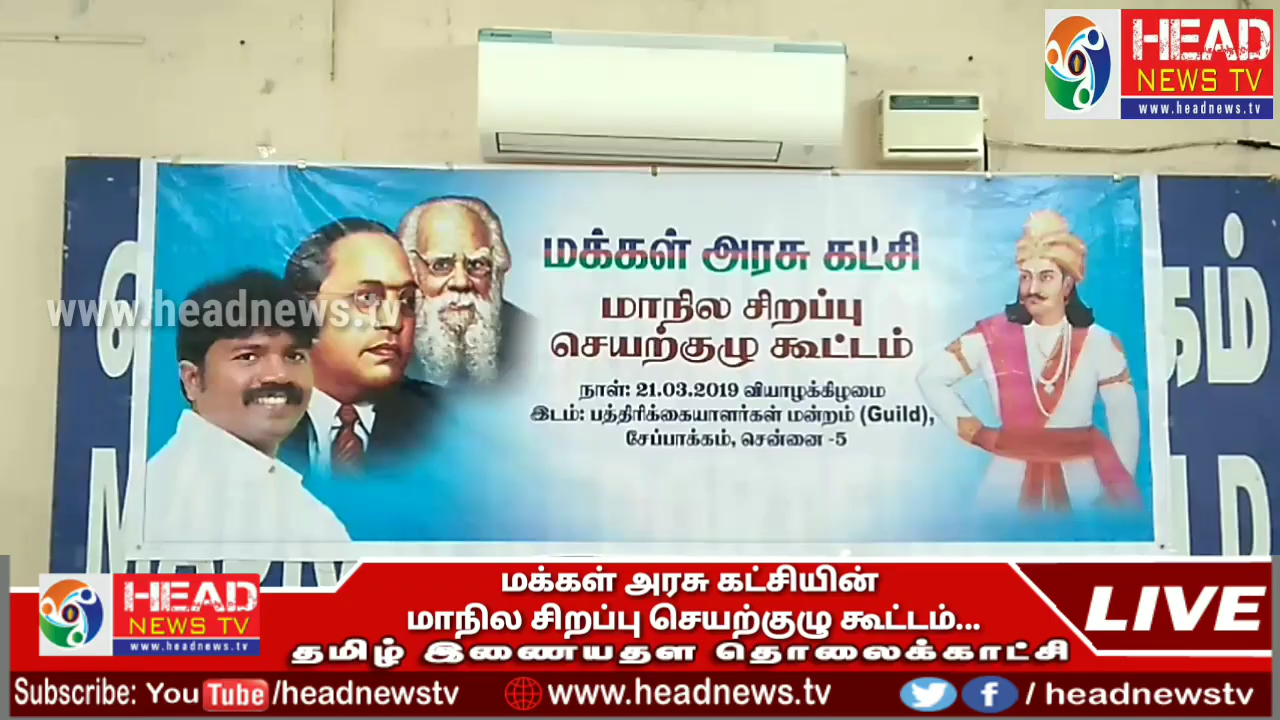 HEAD
NEWS TV
www.headnews.tv
மக்கள் அரசு கட்சி
மாநில சிறப்பு
செயற்குழு கூட்டம்
நாள்: 21.03.2019 வியாழக்கிழமை
இடம்: பத்திரிக்கையாளர்கள் மன்றம் (Guild),
சேப்பாக்கம், சென்னை -5
www.headnews.tv
மக்கள் அரசு கட்சியின்
மாநில சிறப்பு செயற்குழு கூட்டம்...
தமிழ் இணையதள தொலைக்காட்சி
LIVE
HEAD
NEWS TV
www.headnews.tv
Subscribe: You Tube /headnewstv www.headnews.tv / headnewstv